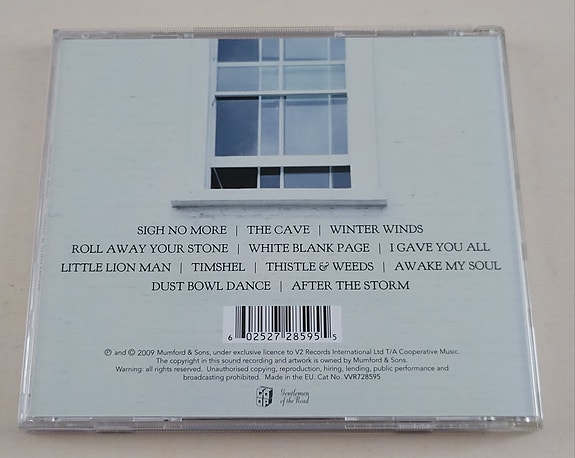 SIGH NO MORE | THE CAVE | WINTER WINDS
ROLL AWAY YOUR STONE | WHITE BLANK PAGE | I GAVE YOU ALL
LITTLE LION MAN | TIMSHEL | THISTLE & WEEDS | AWAKE MY SOUL
DUST BOWL DANCE | AFTER THE STORM
6 02527 28595 5
℗ and © 2009 Mumford & Sons, under exclusive licence to V2 Records International Ltd T/A Cooperative Music.
The copyright in this sound recording and artwork is owned by Mumford & Sons.
Warning: all rights reserved. Unauthorised copying, reproduction, hiring, lending, public performance and
broadcasting prohibited. Made in the EU. Cat No. VVR728595
Gentlemen
of the Road